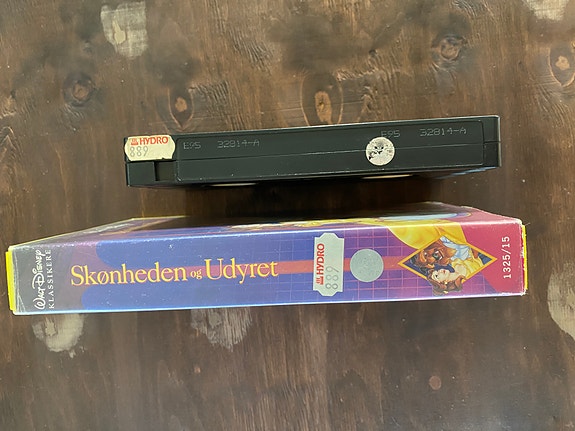 HYDRO
889
E95 32814-A
E95 32814-A
WALT DISNEY
KLASSIKERE
Skønheden og Udyret
HYDRO
889
1325/15